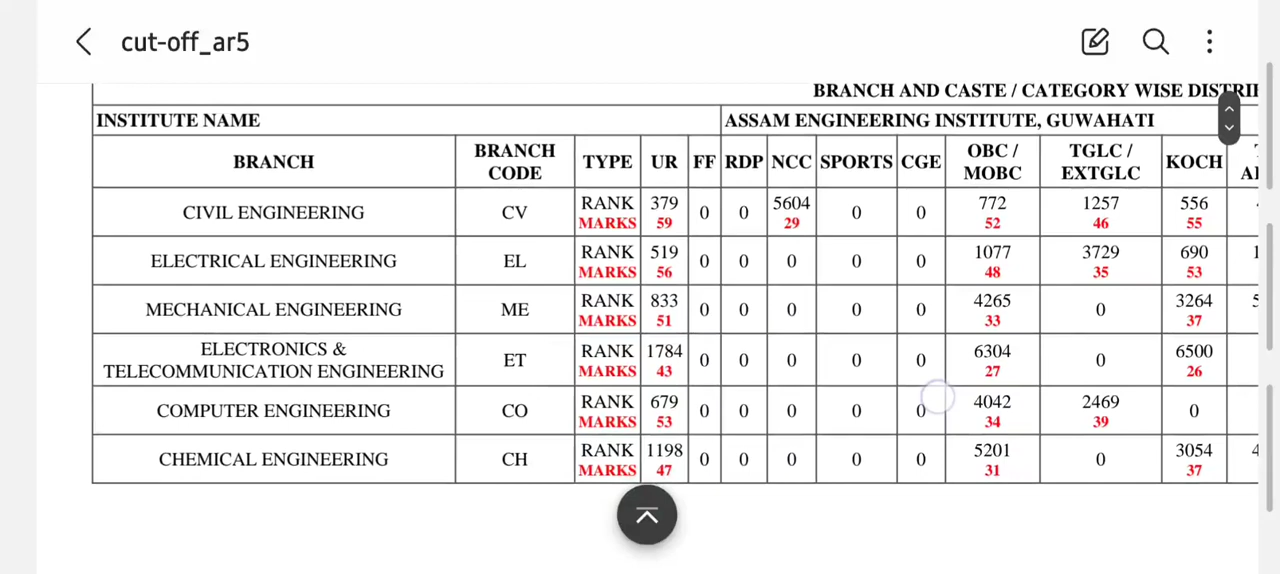 cut-off_ar5
BRANCH AND CASTE / CATEGORY WISE
INSTITUTE NAME ASSAM ENGINEERING INSTITUTE, GUWAHATI
BRANCH BRANCH CODE TYPE UR FF RDP NCC SPORTS CGE OBC / MOBC TGLC / EXTGLC KOCH
CIVIL ENGINEERING CV RANK 379 0 0 5604 0 0 772 1257 556
MARKS 59 29 52 46 55
ELECTRICAL ENGINEERING EL RANK 519 0 0 0 0 0 1077 3729 690
MARKS 56 48 35 53
MECHANICAL ENGINEERING ME RANK 833 0 0 0 0 0 4265 0 3264
MARKS 51 33 37
ELECTRONICS & TELECOMMUNICATION ENGINEERING ET RANK 1784 0 0 0 0 0 6304 0 6500
MARKS 43 27 26
COMPUTER ENGINEERING CO RANK 679 0 0 0 0 0 4042 2469 0
MARKS 53 34 39
CHEMICAL ENGINEERING CH RANK 1198 0 0 0 0 0 5201 0 3054
MARKS 47 31 37